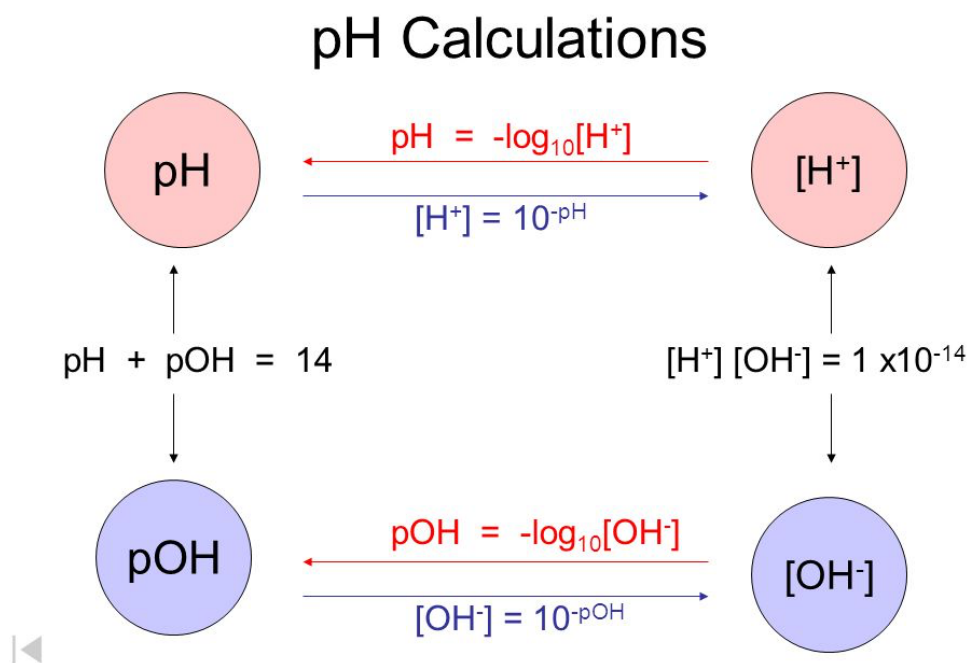 pH Calculations
pH = -log₁₀[H⁺]
pH
[H⁺]
[H⁺] = 10⁻ᵖᴴ
pH + pOH = 14
[H⁺] [OH⁻] = 1 x10⁻¹⁴
pOH = -log₁₀[OH⁻]
pOH
[OH⁻]
[OH⁻] = 10⁻ᵖᴼᴴ